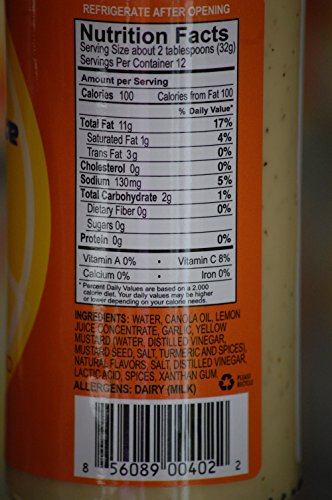 REFRIGERATE AFTER OPENING
Nutrition Facts
Serving Size about 2 tablespoons (32g)
Servings Per Container 12
Amount per Serving
Calories 100 Calories from Fat 100
% Daily Value*
Total Fat 11g 17%
Saturated Fat 1g 4%
Trans Fat 3g 0%
Cholesterol 0g 0%
Sodium 130mg 5%
Total Carbohydrate 2g 1%
Dietary Fiber 0g 0%
Sugars 0g
Protein 0g 0%
Vitamin A 0% • Vitamin C 8%
Calcium 0% • Iron 0%
* Percent Daily Values are based on a 2,000
calorie diet. Your daily values may be higher
or lower depending on your calorie needs.
INGREDIENTS: WATER, CANOLA OIL, LEMON
JUICE CONCENTRATE, GARLIC, YELLOW
MUSTARD (WATER, DISTILLED VINEGAR,
MUSTARD SEED, SALT, TURMERIC AND SPICES),
NATURAL FLAVORS, SALT, DISTILLED VINEGAR,
LACTIC ACID, SPICES, XANTHAN GUM.
ALLERGENS: DAIRY (MILK)
PLEASE
RECYCLE
8 56089 00402 2